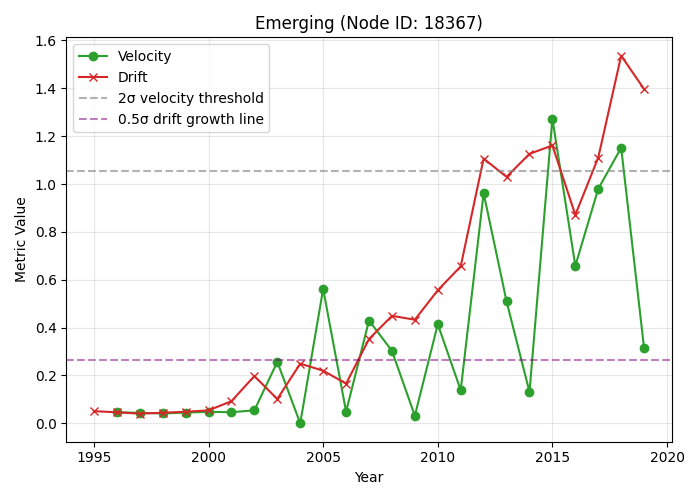 Emerging (Node ID: 18367)
Velocity
Drift
2σ velocity threshold
0.5σ drift growth line
Metric Value
1.6
1.4
1.2
1.0
0.8
0.6
0.4
0.2
0.0
1995
2000
2005
2010
2015
2020
Year